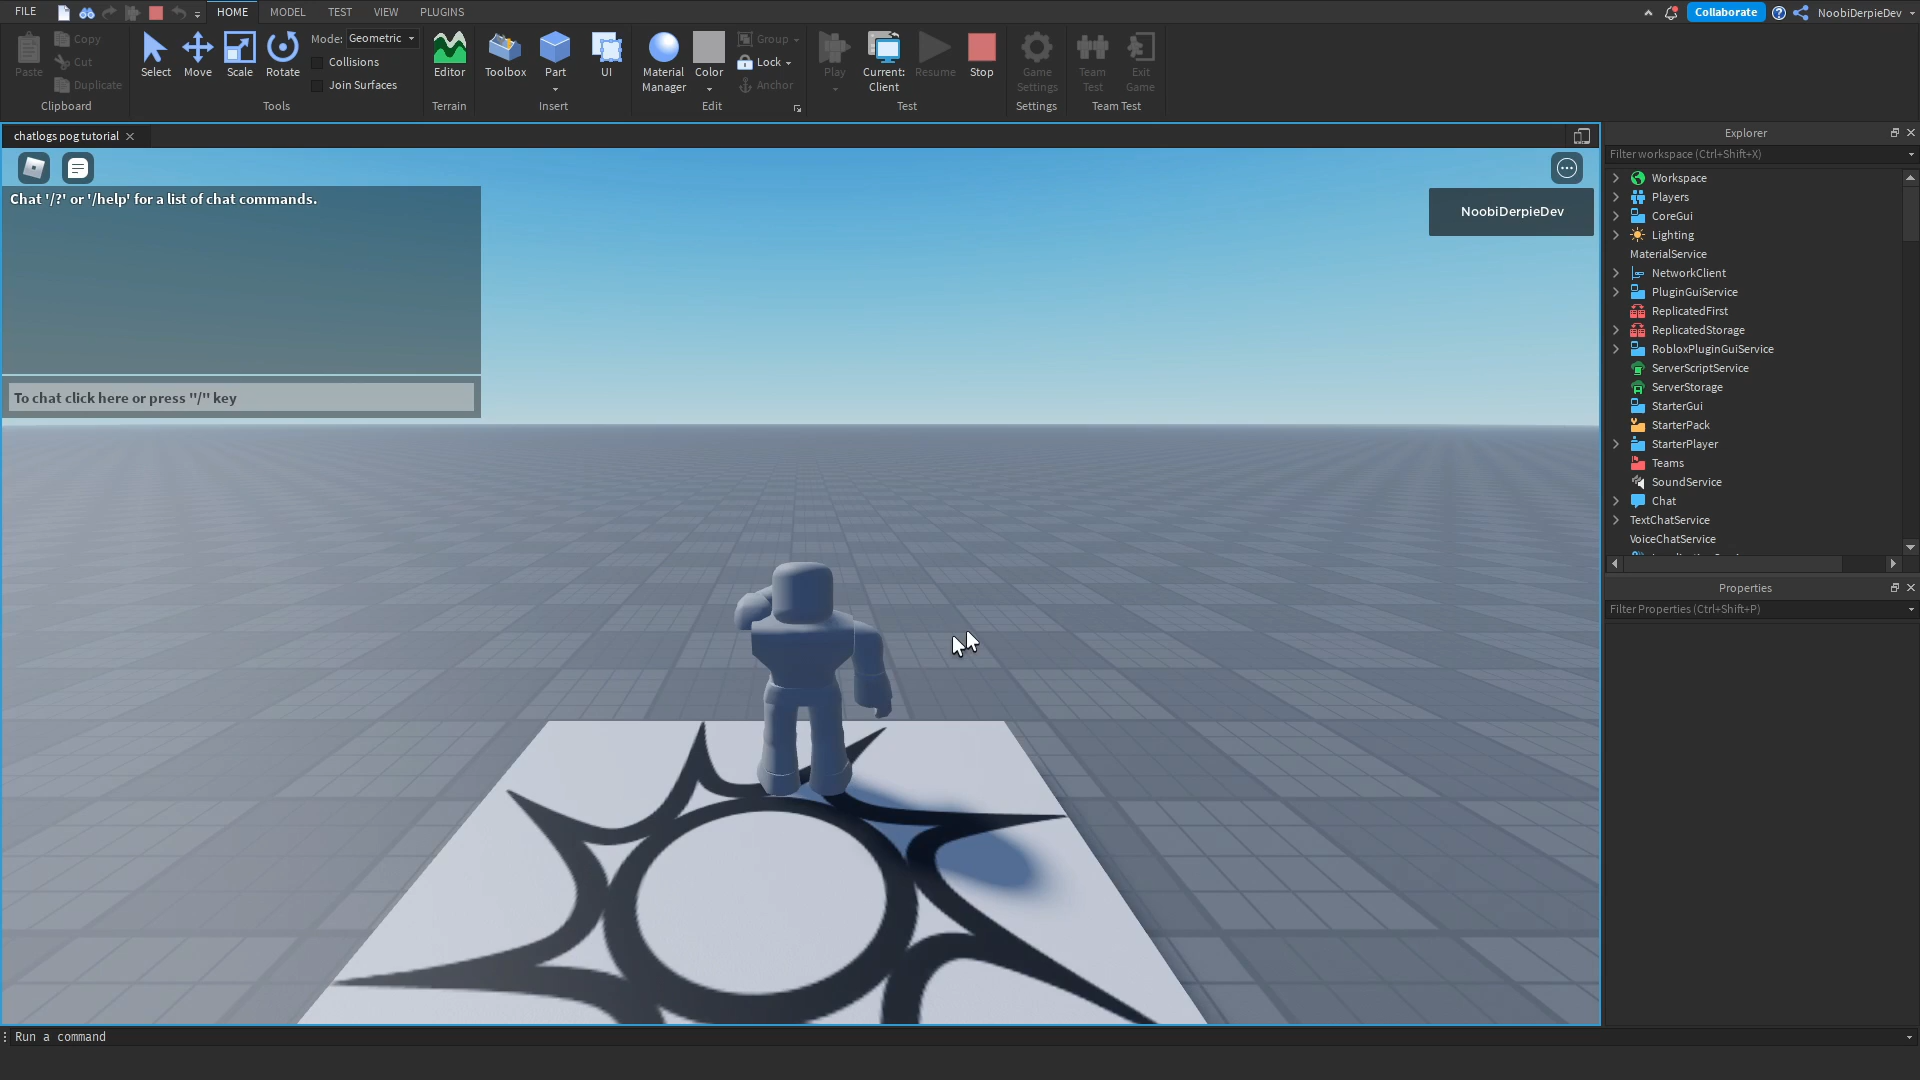 FILE
HOME
MODEL
TEST
VIEW
PLUGINS
Collaborate
NoobiDerpieDev
Paste
Copy
Cut
Duplicate
Clipboard
Select
Move
Scale
Rotate
Mode: Geometric
Collisions
Join Surfaces
Tools
Editor
Terrain
Toolbox
Part
UI
Insert
Material
Manager
Color
Group
Lock
Anchor
Edit
Play
Current:
Client
Resume
Stop
Test
Game
Settings
Settings
Team
Test
Exit
Game
Team Test
chatlogs pog tutorial
Chat '/?' or '/help' for a list of chat commands.
To chat click here or press "/" key
NoobiDerpieDev
Explorer
Filter workspace (Ctrl+Shift+X)
Workspace
Players
CoreGui
Lighting
MaterialService
NetworkClient
PluginGuiService
ReplicatedFirst
ReplicatedStorage
RobloxPluginGuiService
ServerScriptService
ServerStorage
StarterGui
StarterPack
StarterPlayer
Teams
SoundService
Chat
TextChatService
VoiceChatService
Properties
Filter Properties (Ctrl+Shift+P)
Run a command